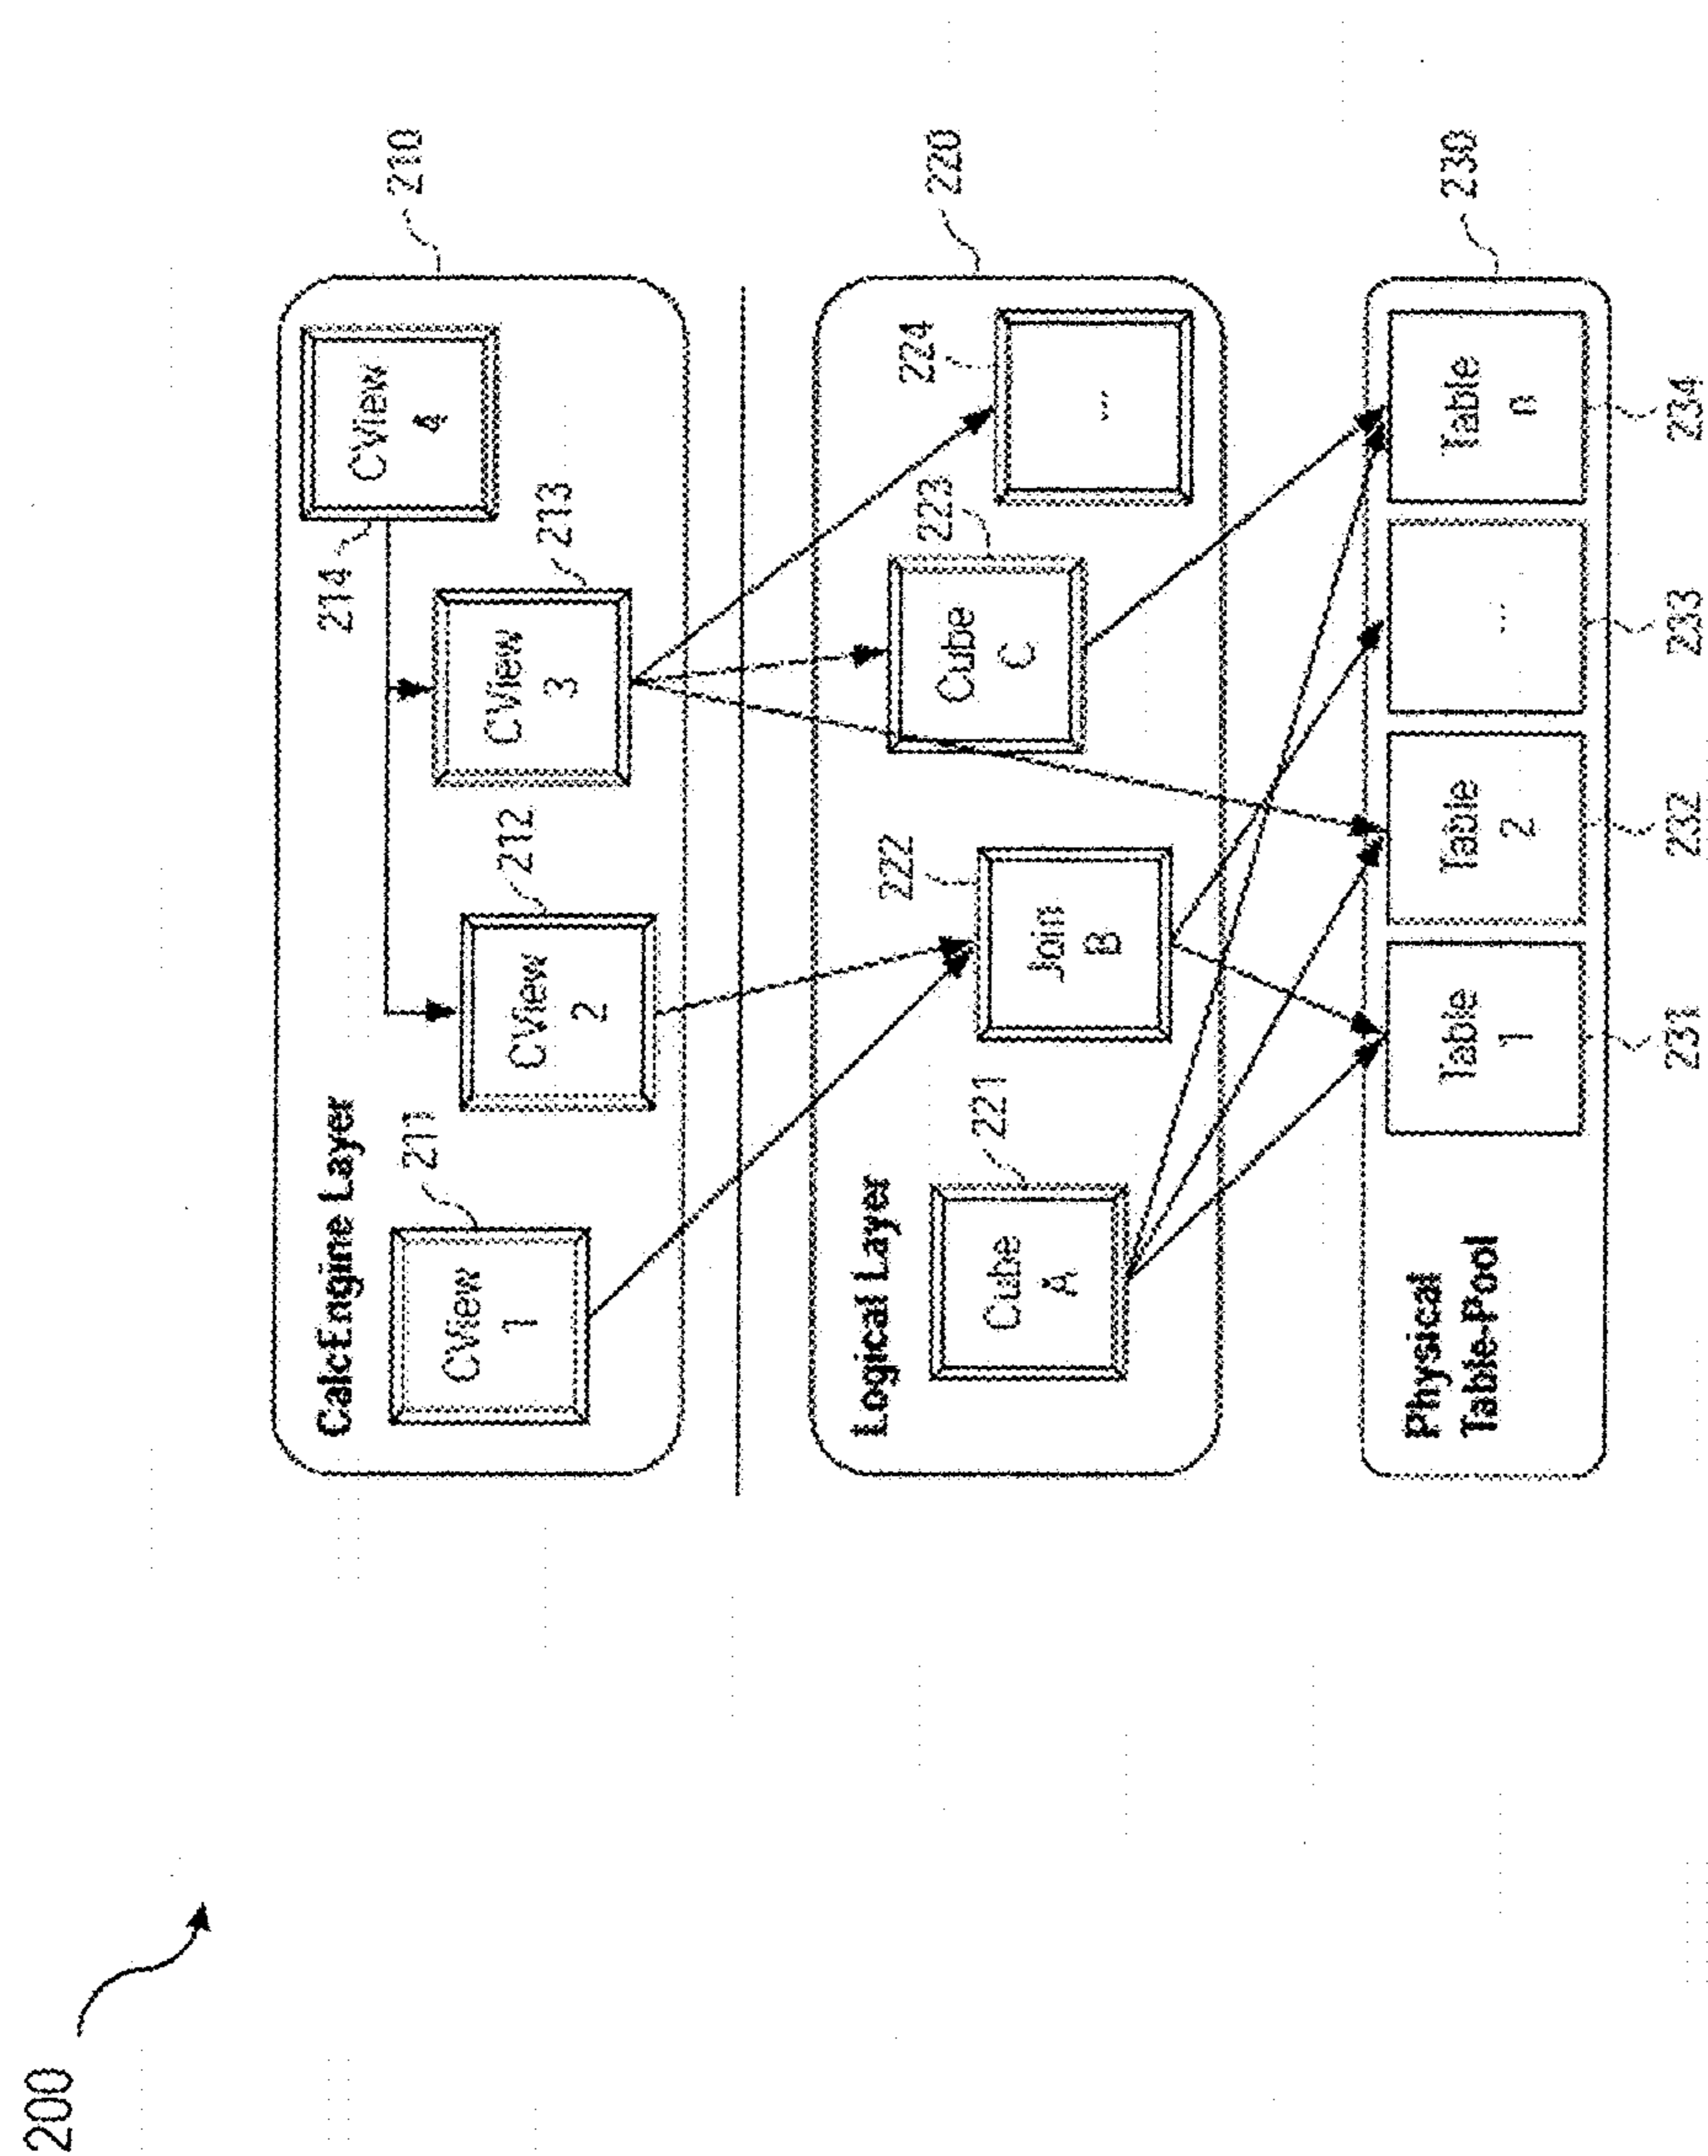 200
CalcEngine Layer
210
211
CView
1
212
CView
2
213
CView
3
214
CView
4
Logical Layer
220
221
Cube
A
222
Join
B
223
Cube
C
224
...
Physical
Table-Pool
230
Table
1
231
Table
2
232
...
233
Table
n
234